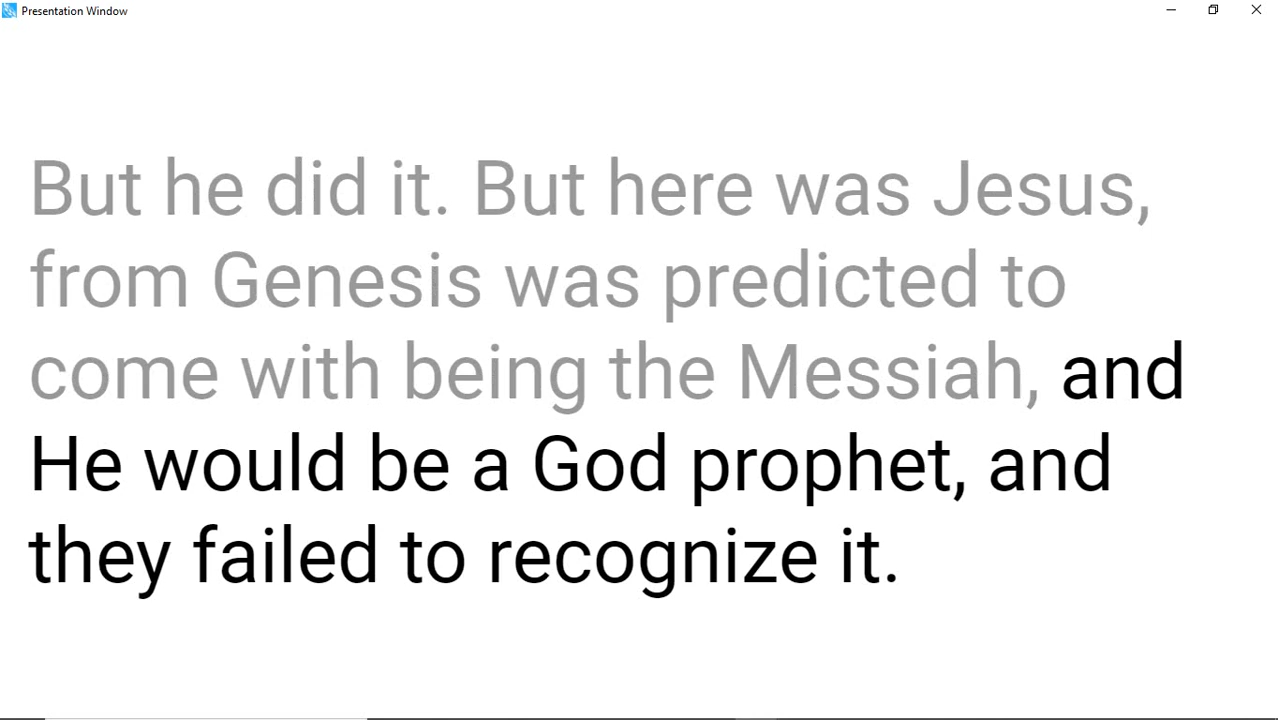 Presentation Window
But he did it. But here was Jesus,
from Genesis was predicted to
come with being the Messiah, and
He would be a God prophet, and
they failed to recognize it.